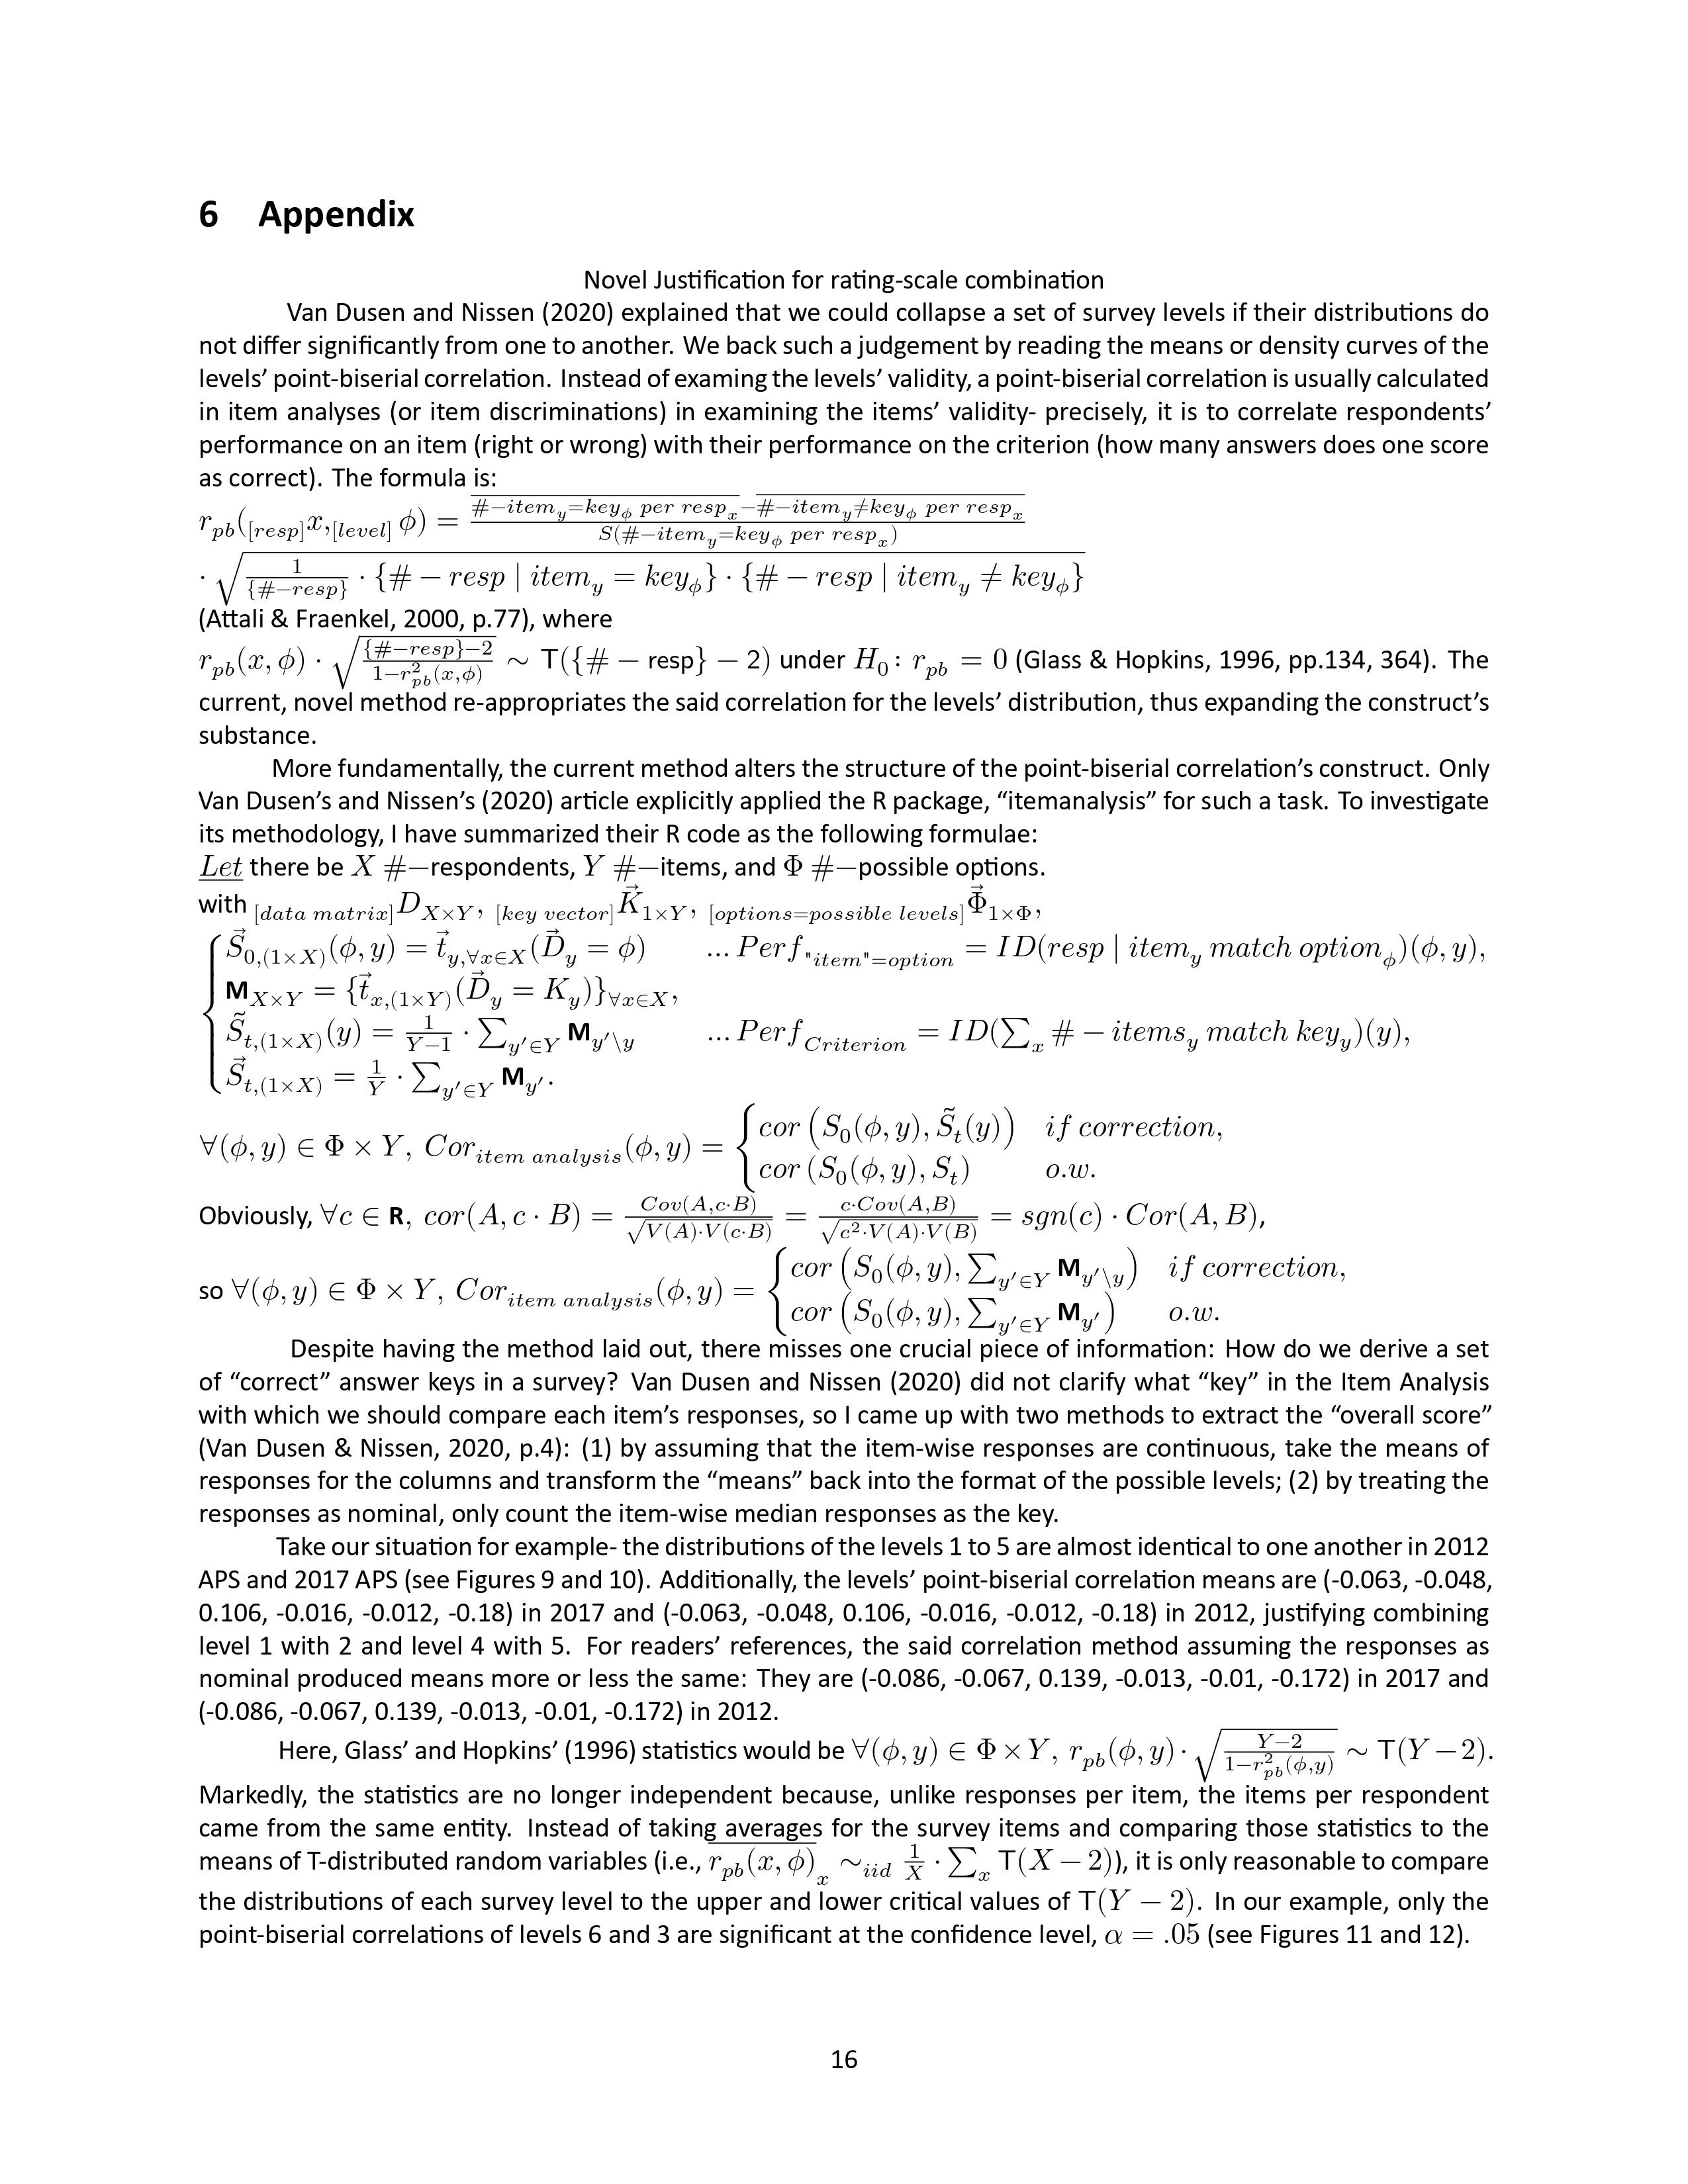 6 Appendix
Novel Justification for rating-scale combination
Van Dusen and Nissen (2020) explained that we could collapse a set of survey levels if their distributions do
not differ significantly from one to another. We back such a judgement by reading the means or density curves of the
levels’ point-biserial correlation. Instead of examing the levels’ validity, a point-biserial correlation is usually calculated
in item analyses (or item discriminations) in examining the items’ validity- precisely, it is to correlate respondents’
performance on an item (right or wrong) with their performance on the criterion (how many answers does one score
as correct). The formula is:
$r_{pb}(_{[resp]}x,_{[level]}\phi) = \frac{\overline{\#-item_y=key_\phi\ per\ resp_x}-\overline{\#-item_y\neq key_\phi\ per\ resp_x}}{S(\#-item_y=key_\phi\ per\ resp_x)}$
$\cdot \sqrt{\frac{1}{\{\#-resp\}} \cdot \{\#-resp \mid item_y = key_\phi\} \cdot \{\#-resp \mid item_y \neq key_\phi\}}$
(Attali & Fraenkel, 2000, p.77), where
$r_{pb}(x,\phi) \cdot \sqrt{\frac{\{\#-resp\}-2}{1-r_{pb}^2(x,\phi)}} \sim T(\{\#-resp\}-2)$ under $H_0: r_{pb} = 0$ (Glass & Hopkins, 1996, pp.134, 364). The
current, novel method re-appropriates the said correlation for the levels’ distribution, thus expanding the construct’s
substance.
More fundamentally, the current method alters the structure of the point-biserial correlation’s construct. Only
Van Dusen’s and Nissen’s (2020) article explicitly applied the R package, “itemanalysis” for such a task. To investigate
its methodology, I have summarized their R code as the following formulae:
Let there be $X$ #−respondents, $Y$ #−items, and $\Phi$ #−possible options.
with $_{[data\ matrix]}D_{X\times Y},\ _{[key\ vector]}\vec{K}_{1\times Y},\ _{[options=possible\ levels]}\vec{\Phi}_{1\times\Phi},$
$\vec{S}_{0,(1\times X)}(\phi,y) = \vec{t}_{y,\forall x\in X}(\vec{D}_y = \phi)$ $... Perf_{"item"=option} = ID(resp \mid item_y\ match\ option_\phi)(\phi,y),$
$\mathbf{M}_{X\times Y} = \{\vec{t}_{x,(1\times Y)}(\vec{D}_y = K_y)\}_{\forall x\in X},$
$\tilde{S}_{t,(1\times X)}(y) = \frac{1}{Y-1} \cdot \sum_{y'\in Y} \mathbf{M}_{y'\backslash y}$ $... Perf_{Criterion} = ID(\sum_x \#-items_y\ match\ key_y)(y),$
$\vec{S}_{t,(1\times X)} = \frac{1}{Y} \cdot \sum_{y'\in Y} \mathbf{M}_{y'}.$
$\forall(\phi,y) \in \Phi\times Y,\ Cor_{item\ analysis}(\phi,y) = \begin{cases} cor\left(S_0(\phi,y),\tilde{S}_t(y)\right) & if\ correction, \\ cor\left(S_0(\phi,y),S_t\right) & o.w. \end{cases}$
Obviously, $\forall c \in \mathbf{R},\ cor(A,c\cdot B) = \frac{Cov(A,c\cdot B)}{\sqrt{V(A)\cdot V(c\cdot B)}} = \frac{c\cdot Cov(A,B)}{\sqrt{c^2\cdot V(A)\cdot V(B)}} = sgn(c)\cdot Cor(A,B),$
so $\forall(\phi,y) \in \Phi\times Y,\ Cor_{item\ analysis}(\phi,y) = \begin{cases} cor\left(S_0(\phi,y),\sum_{y'\in Y}\mathbf{M}_{y'\backslash y}\right) & if\ correction, \\ cor\left(S_0(\phi,y),\sum_{y'\in Y}\mathbf{M}_{y'}\right) & o.w. \end{cases}$
Despite having the method laid out, there misses one crucial piece of information: How do we derive a set
of “correct” answer keys in a survey? Van Dusen and Nissen (2020) did not clarify what “key” in the Item Analysis
with which we should compare each item’s responses, so I came up with two methods to extract the “overall score”
(Van Dusen & Nissen, 2020, p.4): (1) by assuming that the item-wise responses are continuous, take the means of
responses for the columns and transform the “means” back into the format of the possible levels; (2) by treating the
responses as nominal, only count the item-wise median responses as the key.
Take our situation for example- the distributions of the levels 1 to 5 are almost identical to one another in 2012
APS and 2017 APS (see Figures 9 and 10). Additionally, the levels’ point-biserial correlation means are (-0.063, -0.048,
0.106, -0.016, -0.012, -0.18) in 2017 and (-0.063, -0.048, 0.106, -0.016, -0.012, -0.18) in 2012, justifying combining
level 1 with 2 and level 4 with 5. For readers’ references, the said correlation method assuming the responses as
nominal produced means more or less the same: They are (-0.086, -0.067, 0.139, -0.013, -0.01, -0.172) in 2017 and
(-0.086, -0.067, 0.139, -0.013, -0.01, -0.172) in 2012.
Here, Glass’ and Hopkins’ (1996) statistics would be $\forall(\phi,y) \in \Phi\times Y,\ r_{pb}(\phi,y)\cdot\sqrt{\frac{Y-2}{1-r_{pb}^2(\phi,y)}} \sim T(Y-2).$
Markedly, the statistics are no longer independent because, unlike responses per item, the items per respondent
came from the same entity. Instead of taking averages for the survey items and comparing those statistics to the
means of T-distributed random variables (i.e., $\overline{r_{pb}(x,\phi)}_x \sim_{iid} \frac{1}{X}\cdot\sum_x T(X-2)$), it is only reasonable to compare
the distributions of each survey level to the upper and lower critical values of $T(Y-2)$. In our example, only the
point-biserial correlations of levels 6 and 3 are significant at the confidence level, $\alpha = .05$ (see Figures 11 and 12).
16